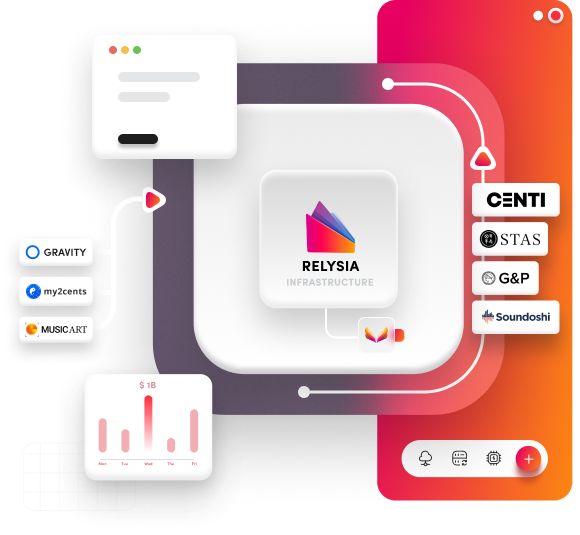 CENTI
STAS
G&P
Soundoshi
GRAVITY
my2cents
MUSICART
RELYSIA
INFRASTRUCTURE
$ 1B
Mon Tue Wed Thu Fri